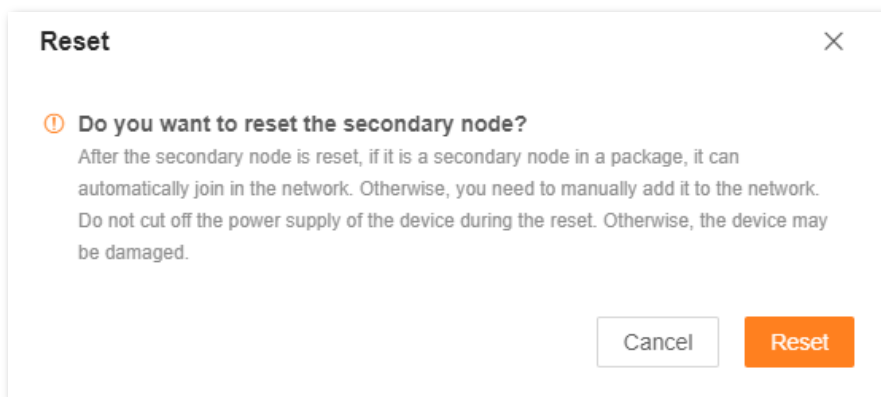 Reset
Do you want to reset the secondary node?
After the secondary node is reset, if it is a secondary node in a package, it can
automatically join in the network. Otherwise, you need to manually add it to the network.
Do not cut off the power supply of the device during the reset. Otherwise, the device may
be damaged.
Cancel Reset